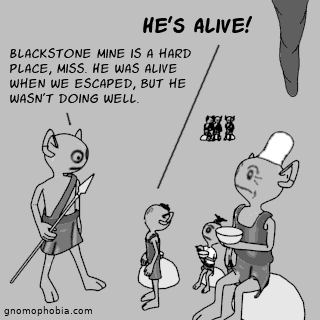 HE'S ALIVE!
BLACKSTONE MINE IS A HARD
PLACE, MISS. HE WAS ALIVE
WHEN WE ESCAPED, BUT HE
WASN'T DOING WELL.
gnomophobia.com